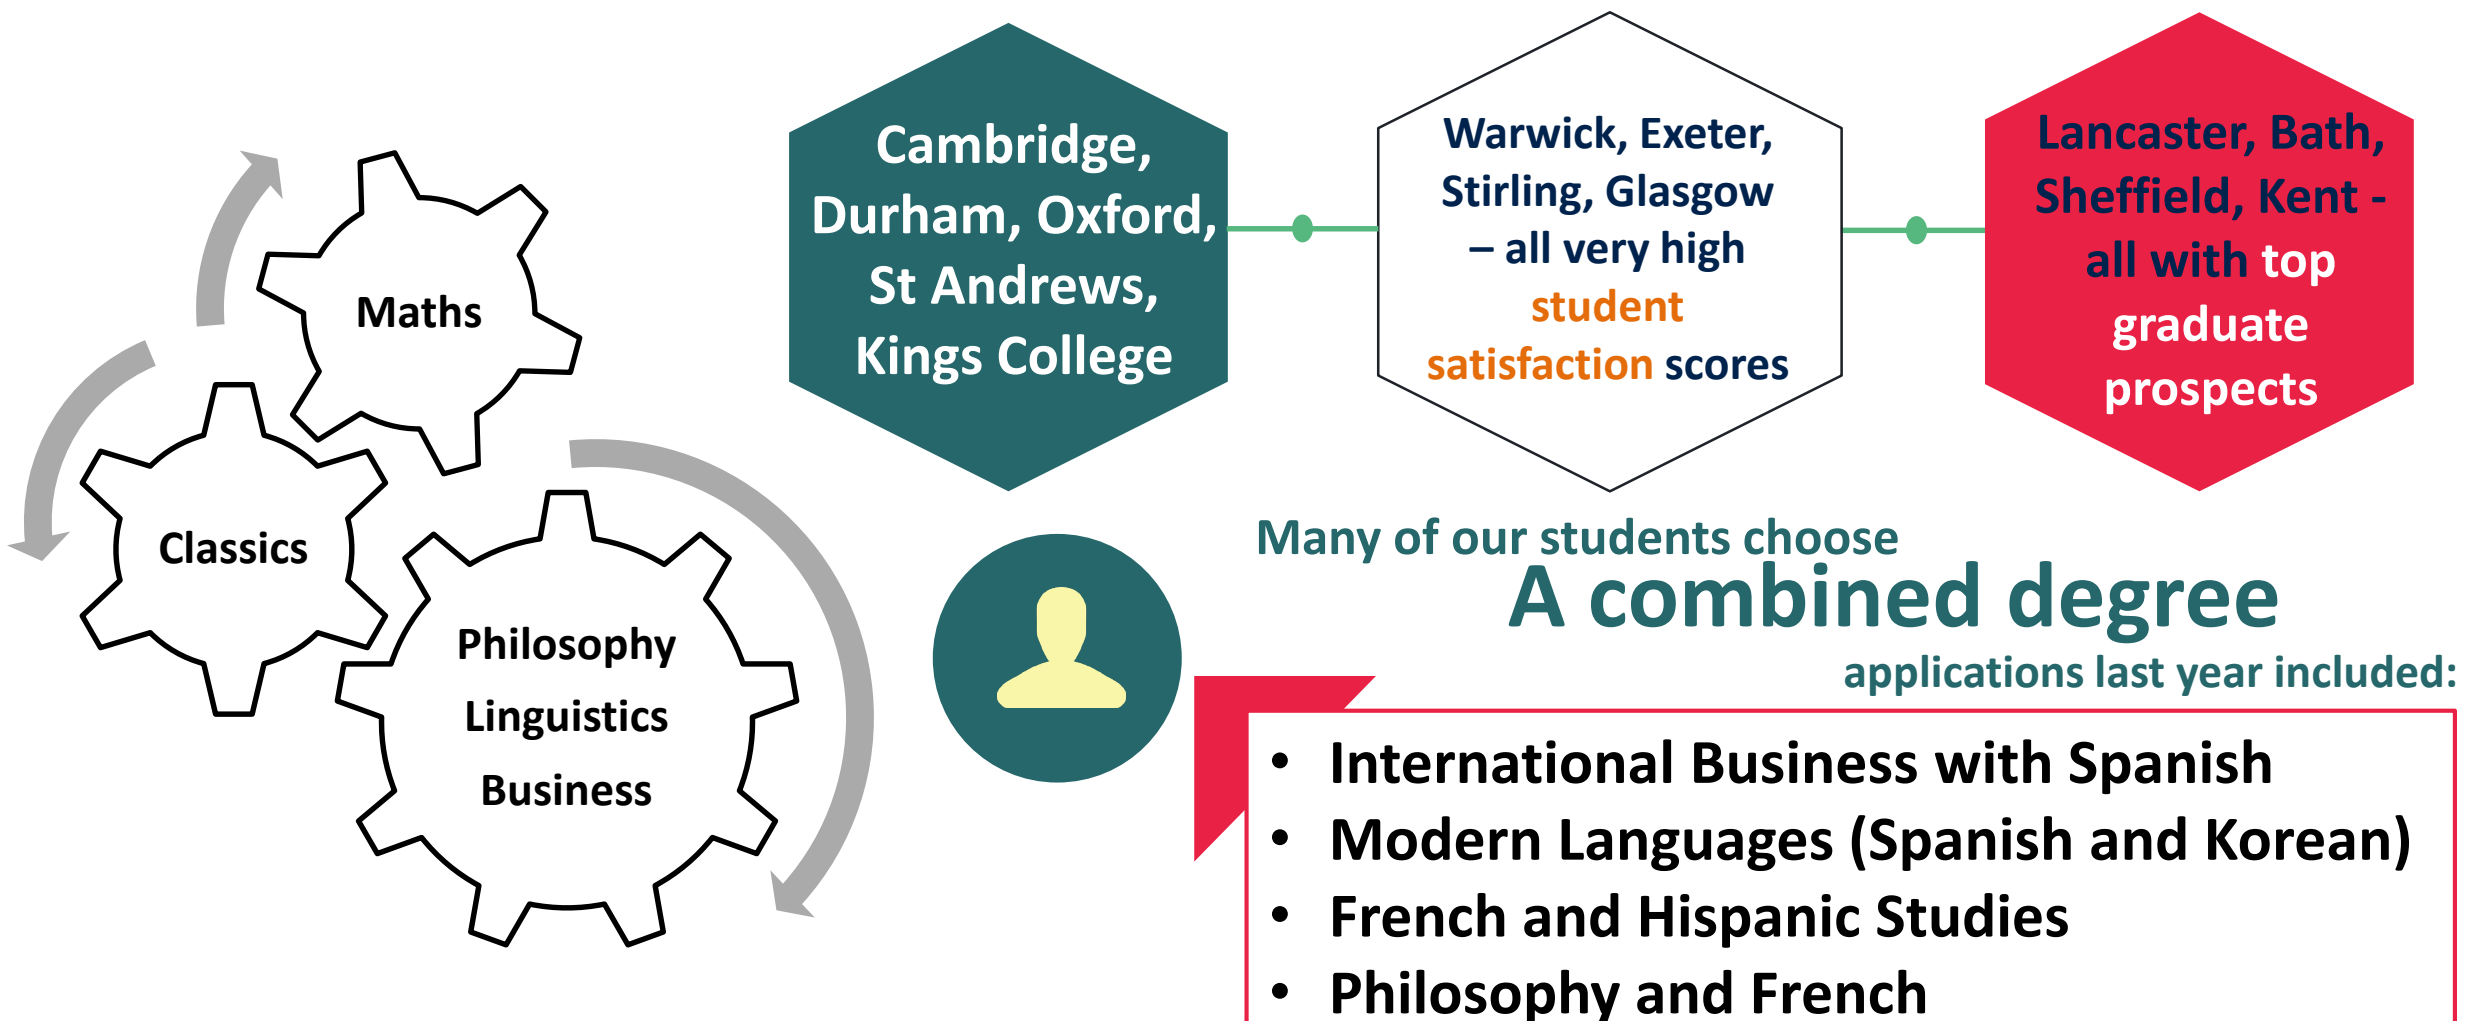 Maths
Classics
Philosophy
Linguistics
Business
Cambridge,
Durham, Oxford,
St Andrews,
Kings College
Warwick, Exeter,
Stirling, Glasgow
– all very high
student
satisfaction scores
Lancaster, Bath,
Sheffield, Kent -
all with top
graduate
prospects
Many of our students choose
A combined degree
applications last year included:
• International Business with Spanish
• Modern Languages (Spanish and Korean)
• French and Hispanic Studies
• Philosophy and French